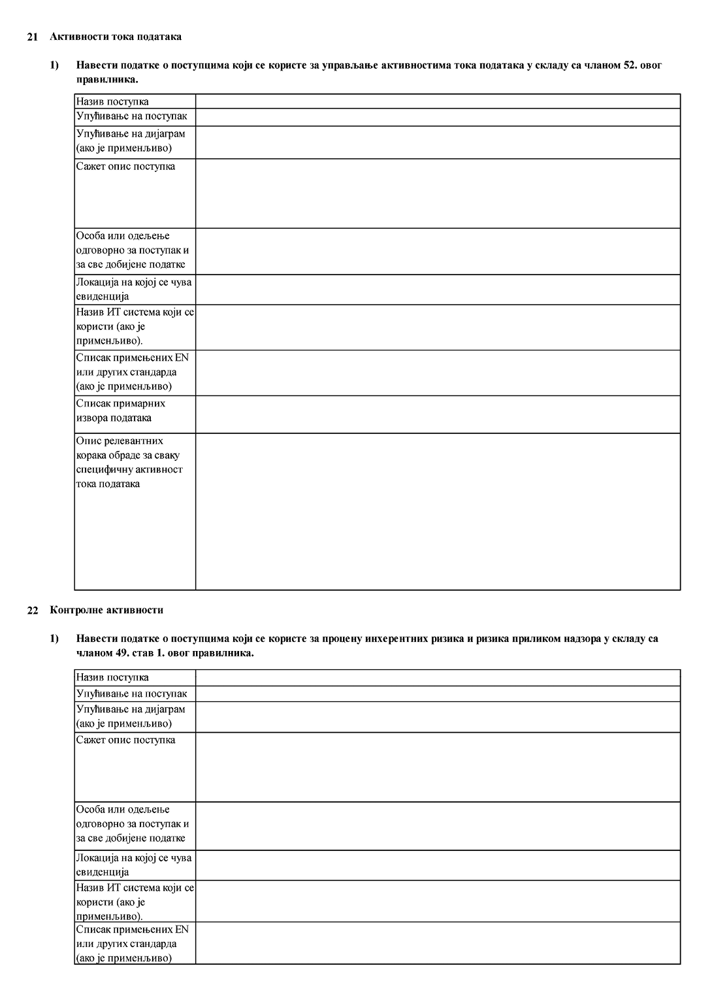 21 Активности тока података
1) Навести податке о поступцима који се користе за управљање активностима тока података у складу са чланом 52. овог
правилника.
Назив поступка
Упућивање на поступак
Упућивање на дијаграм
(ако је применљиво)
Сажет опис поступка
Особа или одељење
одговорно за поступак и
за све добијене податке
Локација на којој се чува
евиденција
Назив ИТ система који се
користи (ако је
применљиво).
Списак примењених EN
или других стандарда
(ако је применљиво)
Списак примарних
извора података
Опис релевантних
корака обраде за сваку
специфичну активност
тока података
22 Контролне активности
1) Навести податке о поступцима који се користе за процену инхерентних ризика и ризика приликом надзора у складу са
чланом 49. став 1. овог правилника.
Назив поступка
Упућивање на поступак
Упућивање на дијаграм
(ако је применљиво)
Сажет опис поступка
Особа или одељење
одговорно за поступак и
за све добијене податке
Локација на којој се чува
евиденција
Назив ИТ система који се
користи (ако је
применљиво).
Списак примењених EN
или других стандарда
(ако је применљиво)